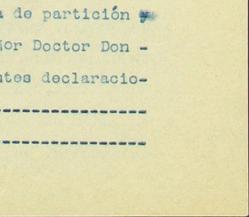 a de partición y
ñor Doctor Don -
ntes declaracio-
-----------------
-----------------